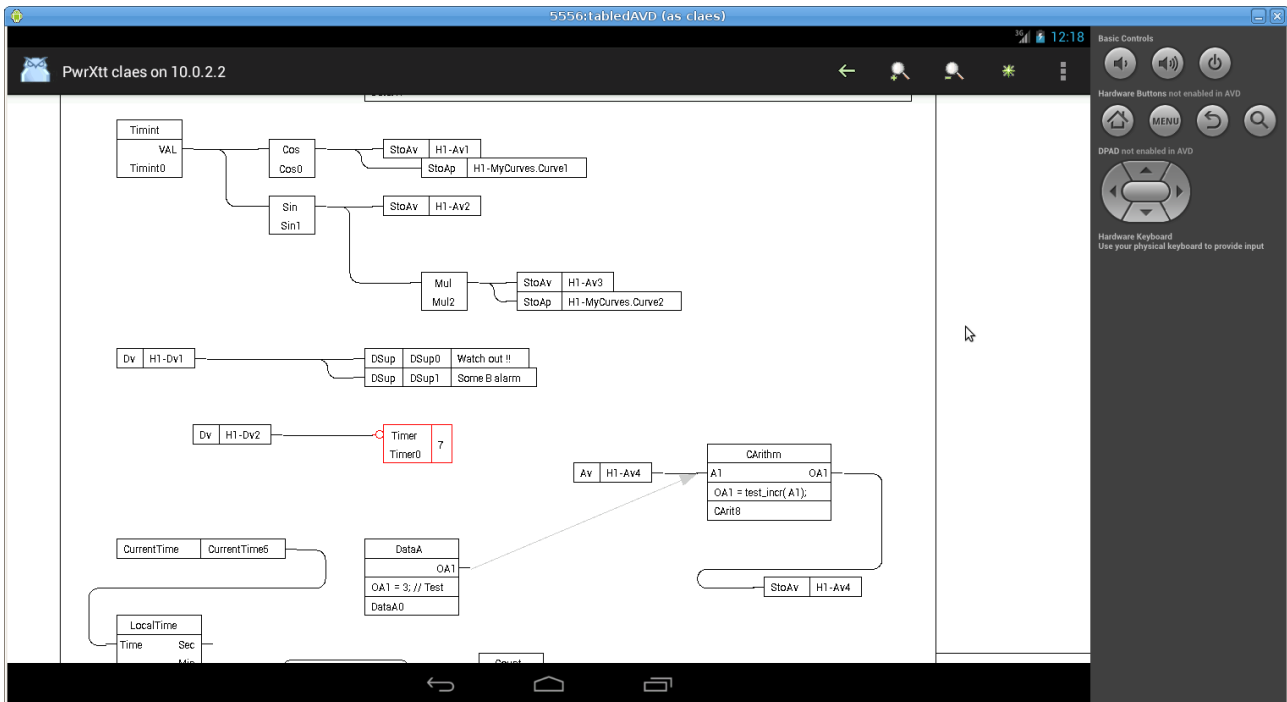 5556:tabledAVD (as claes)
3G 12:18
PwrXtt claes on 10.0.2.2
Basic Controls
Hardware Buttons not enabled in AVD
MENU
DPAD not enabled in AVD
Hardware Keyboard
Use your physical keyboard to provide input
Timint
VAL
Timint0
Cos
Cos0
StoAv H1-Av1
StoAp H1-MyCurves.Curve1
Sin
Sin1
StoAv H1-Av2
Mul
Mul2
StoAv H1-Av3
StoAp H1-MyCurves.Curve2
Dv H1-Dv1
DSup DSup0 Watch out !!
DSup DSup1 Some B alarm
Dv H1-Dv2
Timer
Timer0
7
Av H1-Av4
CArithm
A1 OA1
OA1 = test_incr( A1);
CArit8
CurrentTime CurrentTime5
DataA
OA1
OA1 = 3; // Test
DataA0
StoAv H1-Av4
LocalTime
Time Sec